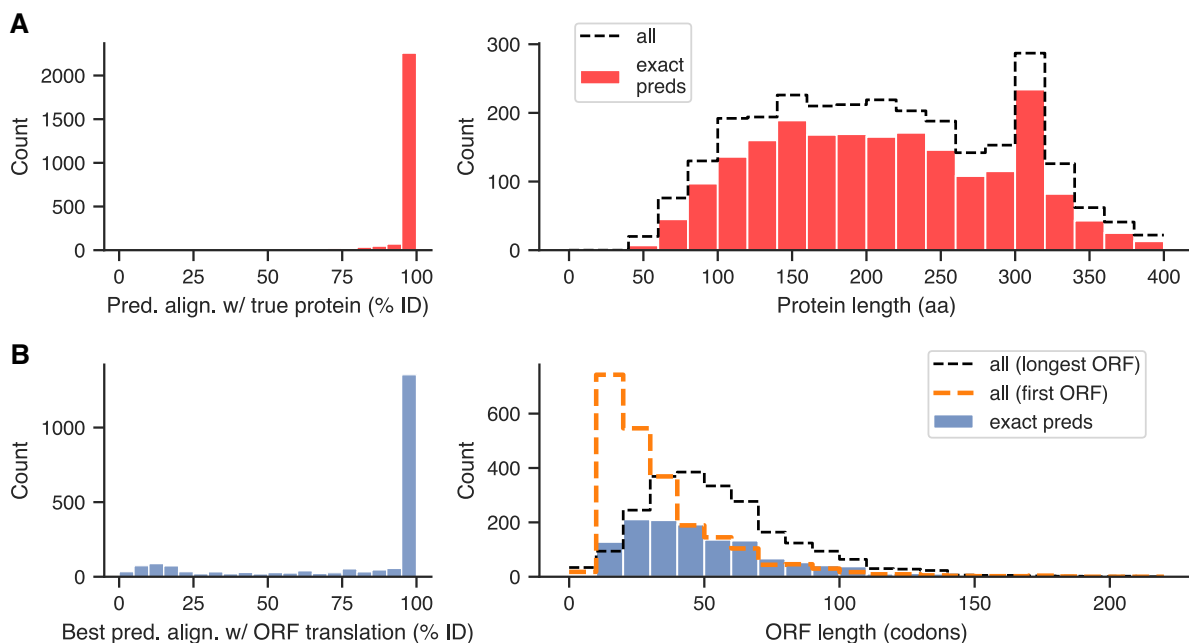 A
Count
2000
1500
1000
500
0
0 25 50 75 100
Pred. align. w/ true protein (% ID)
all
exact
preds
Count
300
200
100
0
0 50 100 150 200 250 300 350 400
Protein length (aa)
B
Count
1000
500
0
0 25 50 75 100
Best pred. align. w/ ORF translation (% ID)
all (longest ORF)
all (first ORF)
exact preds
Count
600
400
200
0
0 50 100 150 200
ORF length (codons)